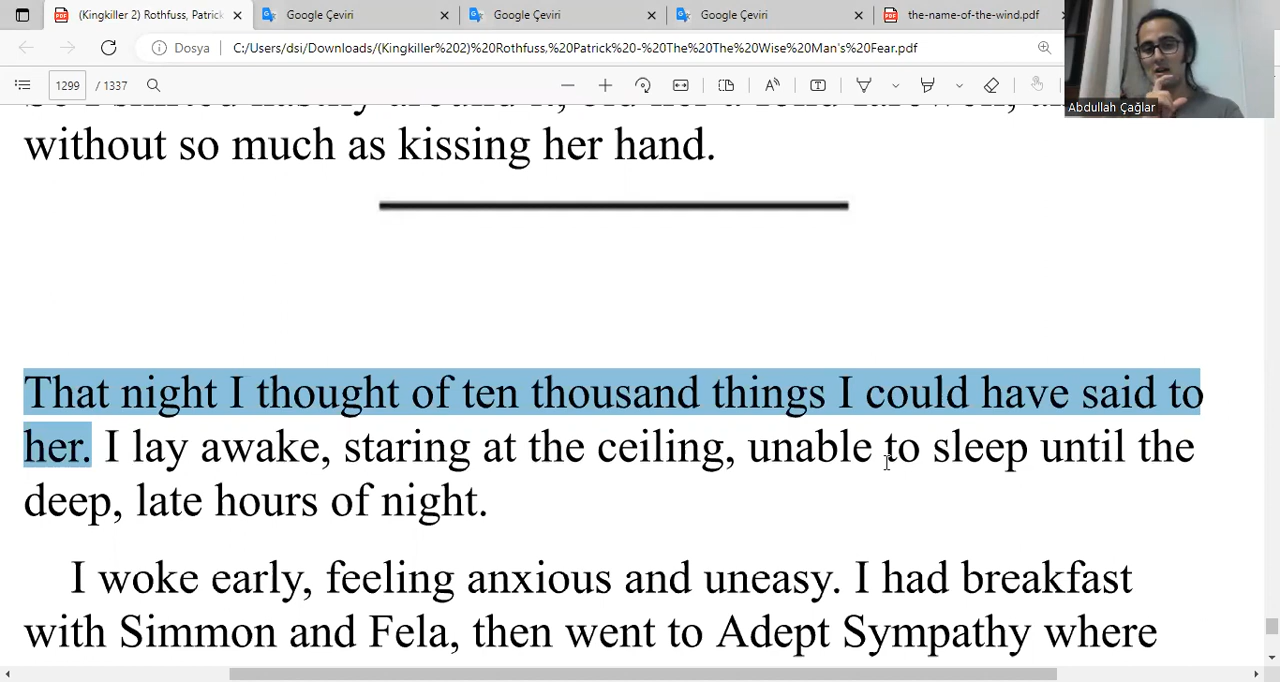 (Kingkiller 2) Rothfuss, Patrick
Google Çeviri
Google Çeviri
Google Çeviri
the-name-of-the-wind.pdf
Dosya
C:/Users/dsi/Downloads/(Kingkiller%202)%20Rothfuss,%20Patrick%20-%20The%20The%20Wise%20Man's%20Fear.pdf
1299 / 1337
Abdullah Çağlar
without so much as kissing her hand.
That night I thought of ten thousand things I could have said to
her. I lay awake, staring at the ceiling, unable to sleep until the
deep, late hours of night.
I woke early, feeling anxious and uneasy. I had breakfast
with Simmon and Fela, then went to Adept Sympathy where